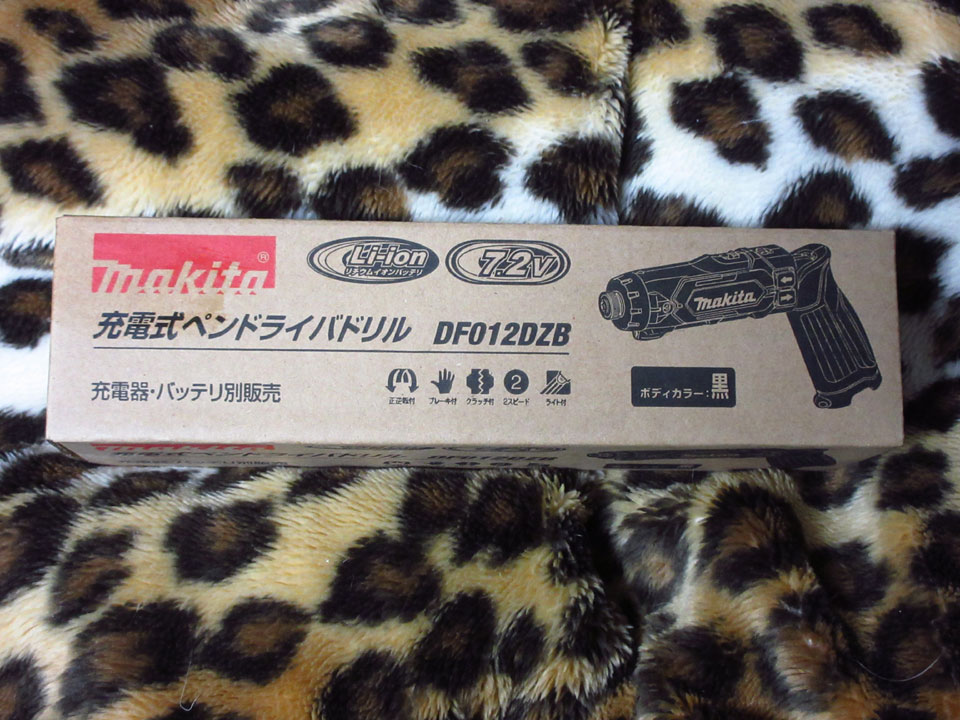 makita®
Li-ion
リチウムイオンバッテリ
7.2V
makita
充電式ペンドライバドリル DF012DZB
充電器・バッテリ別販売
正逆転付 ブレーキ付 クラッチ付 2 2スピード ライト付
ボディカラー：黒